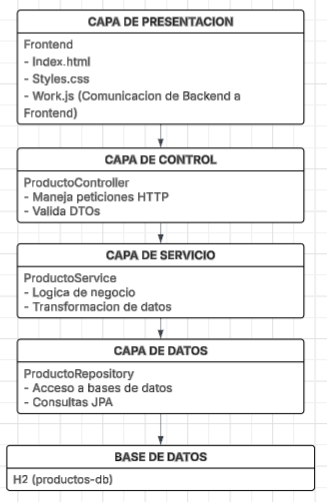 CAPA DE PRESENTACION
Frontend
- Index.html
- Styles.css
- Work.js (Comunicacion de Backend a
Frontend)
CAPA DE CONTROL
ProductoController
- Maneja peticiones HTTP
- Valida DTOs
CAPA DE SERVICIO
ProductoService
- Logica de negocio
- Transformacion de datos
CAPA DE DATOS
ProductoRepository
- Acceso a bases de datos
- Consultas JPA
BASE DE DATOS
H2 (productos-db)